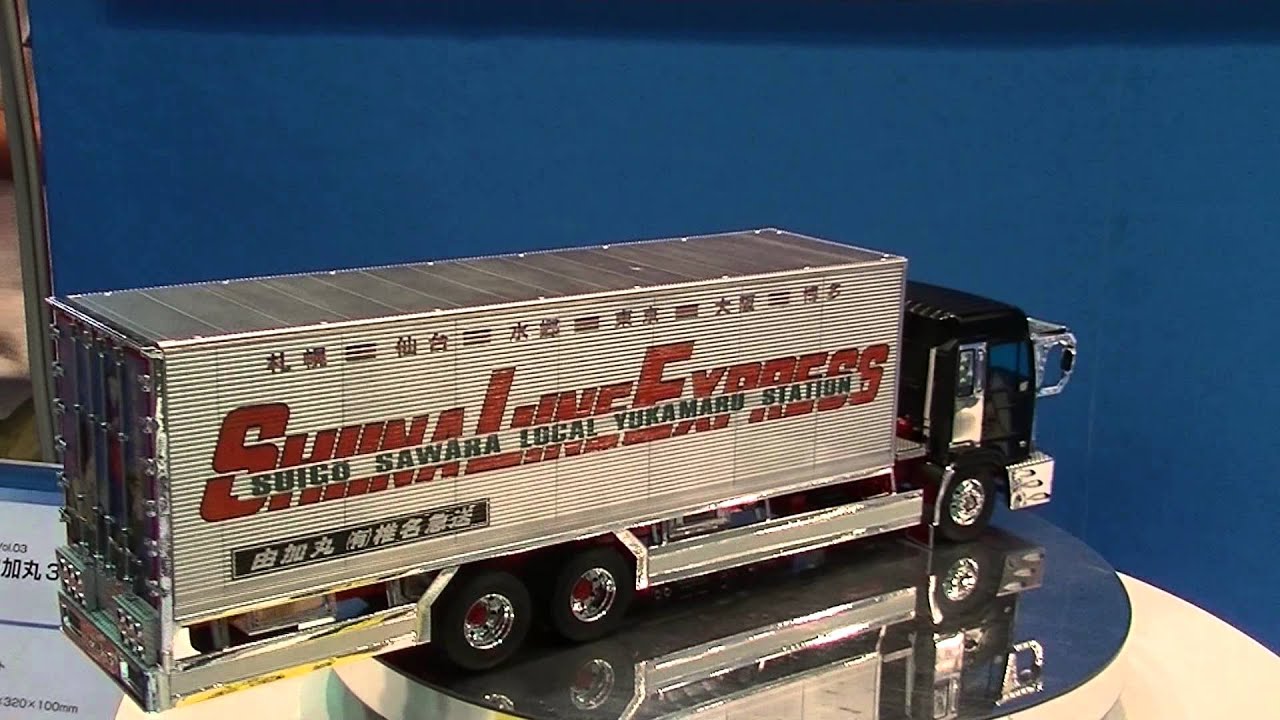 札幌 = 仙台 = 水郷 = 東京 = 大阪 = 博多
SHIINA LINE EXPRESS
SUIGO SAWARA LOCAL YUKAMARU STATION
由加丸 ㈲椎名急送
Vol.03
加丸3
×320×100mm